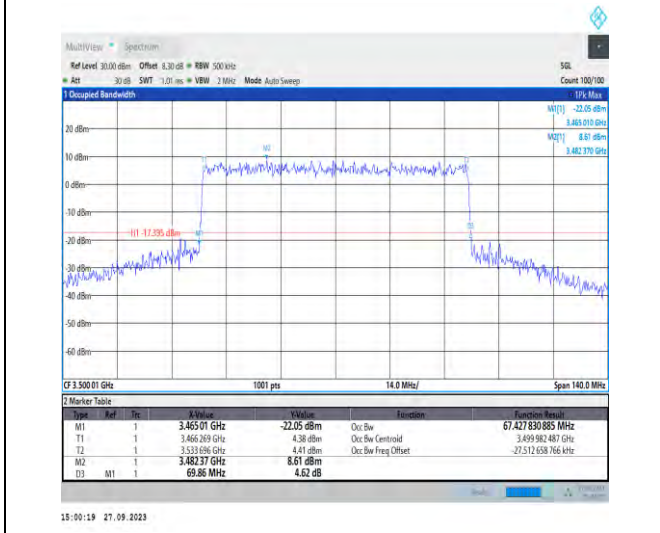 MultiView Spectrum
Ref Level 30.00 dBm Offset 8.30 dB RBW 500 kHz SGL
Att 30 dB SWT 1.01 ms VBW 2 MHz Mode Auto Sweep Count 100/100
1 Occupied Bandwidth 1Pk Max
M1[1] -22.05 dBm
3.465 010 GHz
M2[1] 8.61 dBm
3.482 370 GHz
20 dBm
M2
10 dBm
0 dBm
-10 dBm
H1 -17.395 dBm
-20 dBm
-30 dBm
-40 dBm
-50 dBm
-60 dBm
CF 3.500 01 GHz 1001 pts 14.0 MHz/ Span 140.0 MHz
2 Marker Table
Type Ref Trc X-Value Y-Value Function Function Result
M1 1 3.465 01 GHz -22.05 dBm Occ Bw 67.427 830 885 MHz
T1 1 3.466 269 GHz 4.38 dBm Occ Bw Centroid 3.499 982 487 GHz
T2 1 3.533 696 GHz 4.41 dBm Occ Bw Freq Offset -27.512 658 766 kHz
M2 1 3.482 37 GHz 8.61 dBm
D3 M1 1 69.86 MHz 4.62 dB
15:00:19 27.09.2023